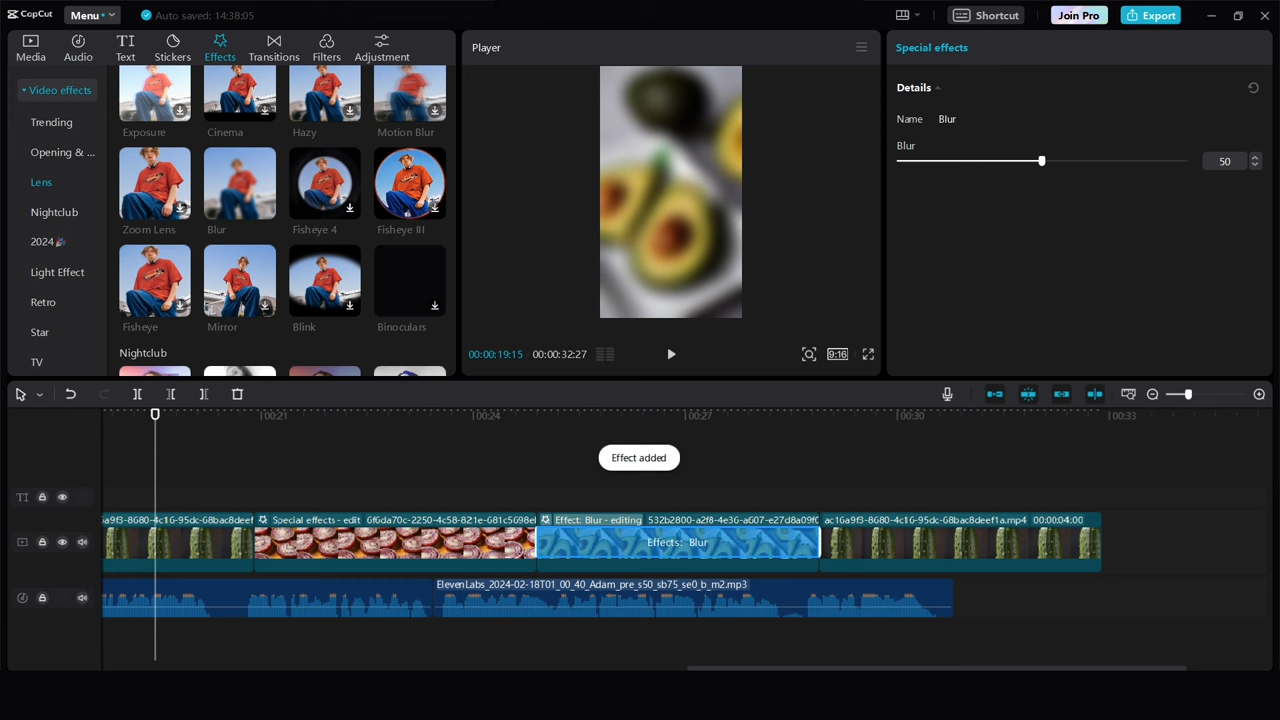 CapCut
Menu
Auto saved: 14:38:05
Shortcut
Join Pro
Export
Media
Audio
Text
Stickers
Effects
Transitions
Filters
Adjustment
Video effects
Trending
Opening & ...
Lens
Nightclub
2024🎉
Light Effect
Retro
Star
TV
Exposure
Cinema
Hazy
Motion Blur
Zoom Lens
Blur
Fisheye 4
Fisheye III
Fisheye
Mirror
Blink
Binoculars
Nightclub
Player
00:00:19:15 00:00:32:27
9:16
Special effects
Details
Name Blur
Blur
50
00:21 00:24 00:27 00:30 00:33
Effect added
TI
6a9f3-8680-4c16-95dc-68bac8deef
Special effects - edit 6f6da70c-2250-4c58-821e-681c5698el
Effect: Blur - editing 532b2800-a2f8-4e36-a607-e27d8a09f0
ac16a9f3-8680-4c16-95dc-68bac8deef1a.mp4 00:00:04:00
Effects: Blur
ElevenLabs_2024-02-18T01_00_40_Adam_pre_s50_sb75_se0_b_m2.mp3